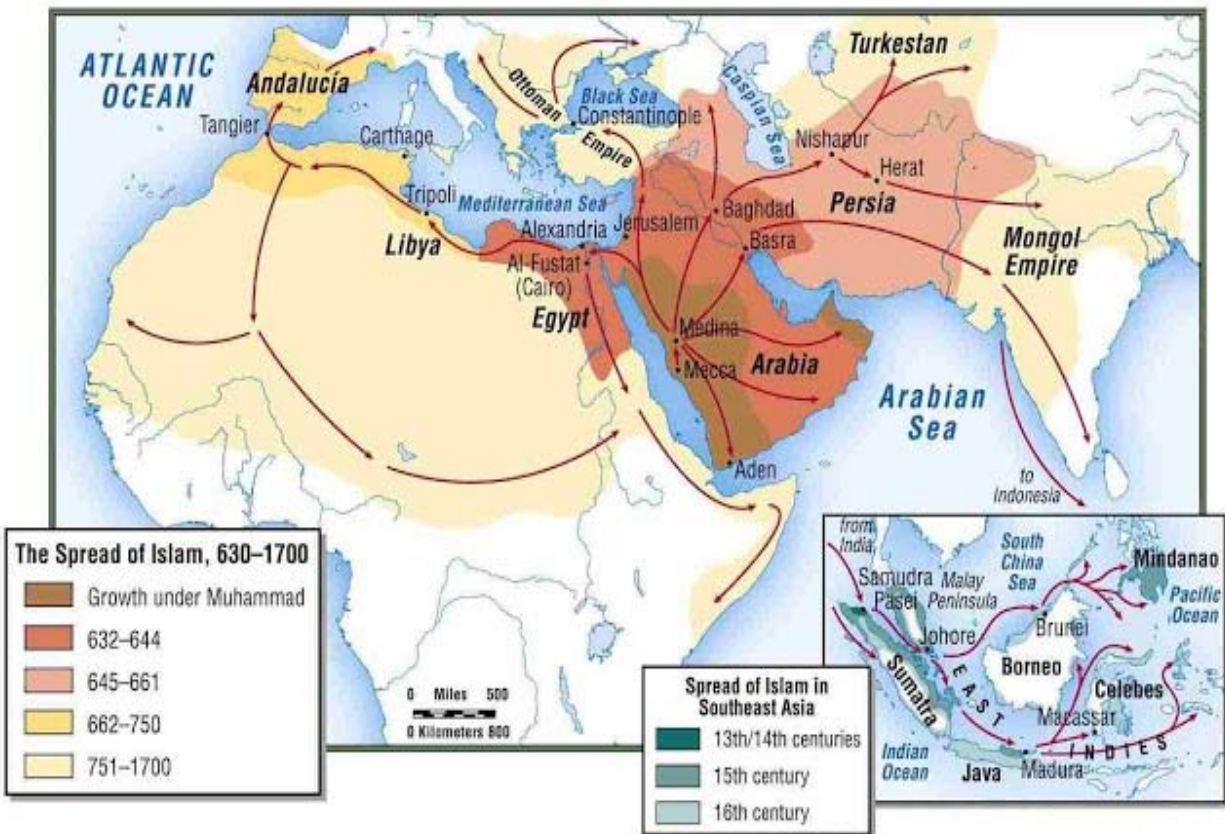 ATLANTIC
OCEAN
Andalucía
Tangier
Carthage
Tripoli
Mediterranean Sea
Libya
Alexandria
Al-Fustat
(Cairo)
Egypt
Jerusalem
Ottoman
Empire
Black Sea
Constantinople
Caspian Sea
Turkestan
Nishapur
Herat
Persia
Baghdad
Basra
Mongol
Empire
Medina
Mecca
Arabia
Aden
Arabian
Sea
to
Indonesia
The Spread of Islam, 630–1700
Growth under Muhammad
632–644
645–661
662–750
751–1700
0 Miles 500
0 Kilometers 800
Spread of Islam in
Southeast Asia
13th/14th centuries
15th century
16th century
from
India
South
China
Sea
Mindanao
Pacific
Ocean
Samudra
Pasei
Malay
Peninsula
Johore
Brunei
Borneo
Sumatra
Celebes
Macassar
EAST
INDIES
Indian
Ocean
Java
Madura